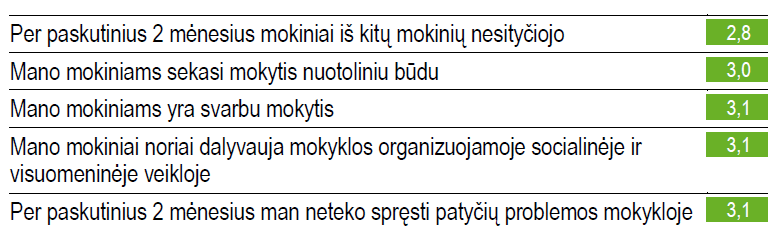 Per paskutinius 2 mėnesius mokiniai iš kitų mokinių nesityčiojo 2,8
Mano mokiniams sekasi mokytis nuotoliniu būdu 3,0
Mano mokiniams yra svarbu mokytis 3,1
Mano mokiniai noriai dalyvauja mokyklos organizuojamoje socialinėje ir 3,1
visuomeninėje veikloje
Per paskutinius 2 mėnesius man neteko spręsti patyčių problemos mokykloje 3,1